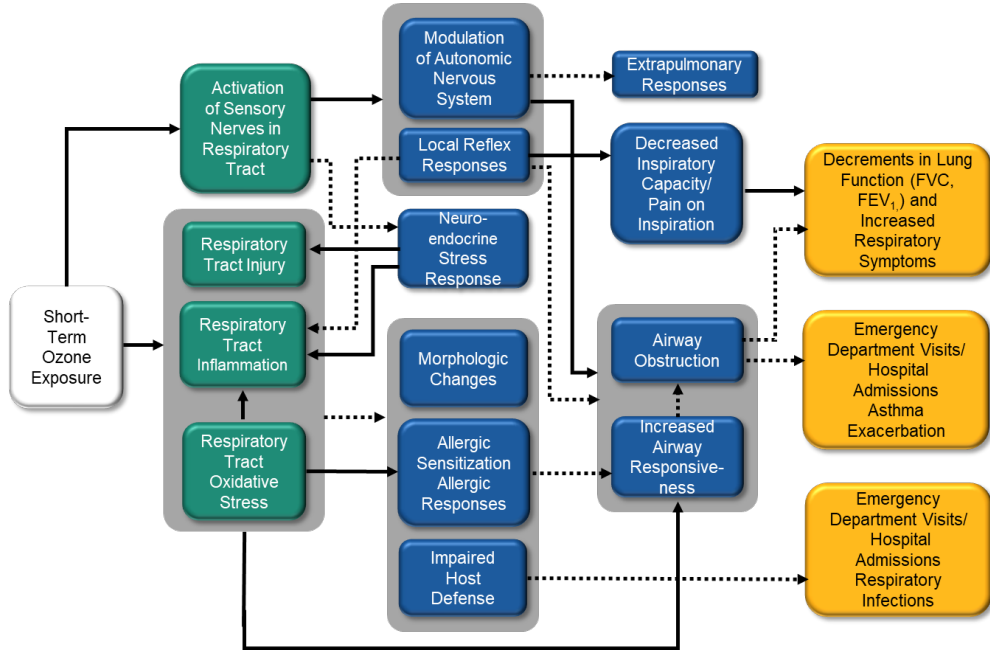 Short-
Term
Ozone
Exposure
Activation
of Sensory
Nerves in
Respiratory
Tract
Respiratory
Tract Injury
Respiratory
Tract
Inflammation
Respiratory
Tract
Oxidative
Stress
Modulation
of Autonomic
Nervous
System
Local Reflex
Responses
Neuro-
endocrine
Stress
Response
Morphologic
Changes
Allergic
Sensitization
Allergic
Responses
Impaired
Host
Defense
Extrapulmonary
Responses
Decreased
Inspiratory
Capacity/
Pain on
Inspiration
Airway
Obstruction
Increased Airway
Responsive-
ness
Decrements in Lung
Function (FVC,
FEV1,) and
Increased
Respiratory
Symptoms
Emergency
Department Visits/
Hospital
Admissions
Asthma
Exacerbation
Emergency
Department Visits/
Hospital
Admissions
Respiratory
Infections